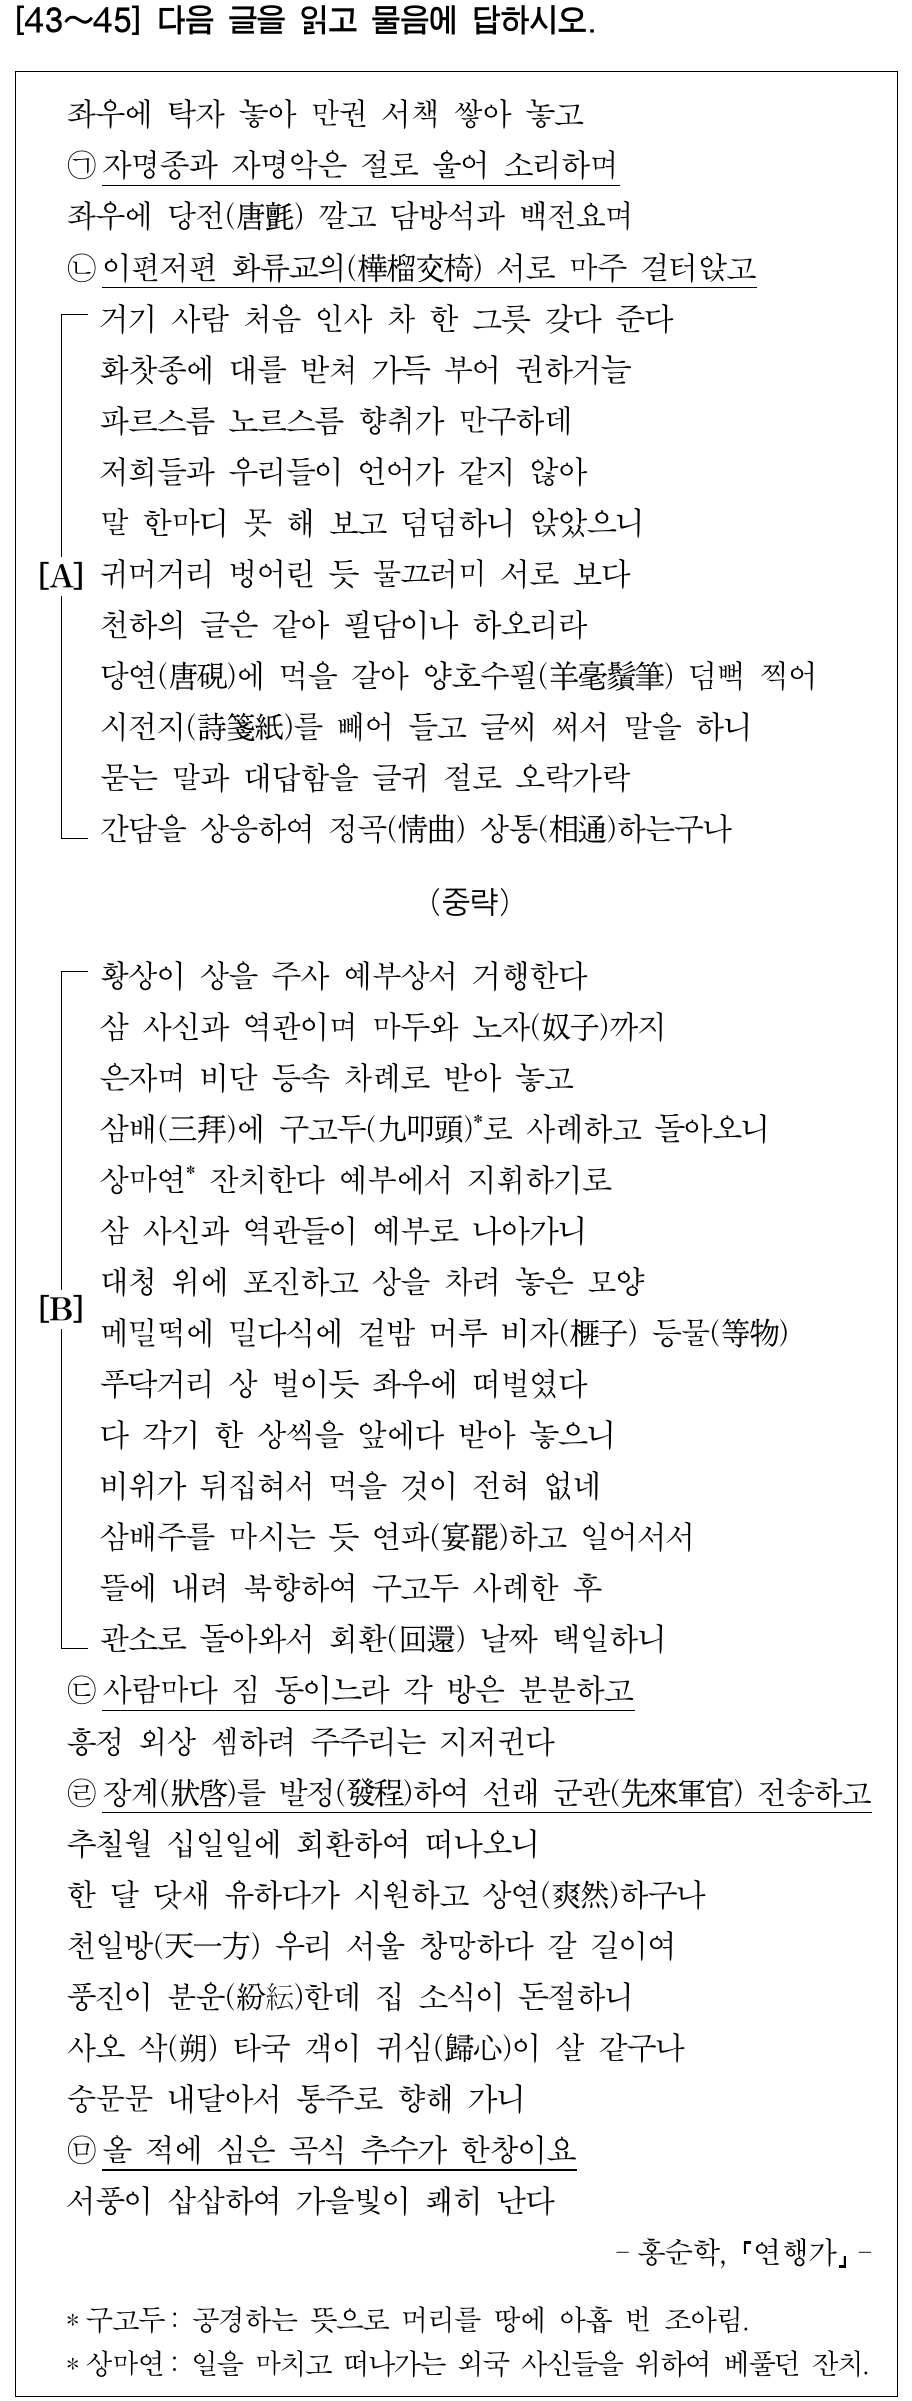 [43～45] 다음 글을 읽고 물음에 답하시오.
좌우에 탁자 놓아 만권 서책 쌓아 놓고
㉠ 자명종과 자명악은 절로 울어 소리하며
좌우에 당전(唐氈) 깔고 담방석과 백전요며
㉡ 이편저편 화류교의(樺榴交椅) 서로 마주 걸터앉고
거기 사람 처음 인사 차 한 그릇 갖다 준다
화찻종에 대를 받쳐 가득 부어 권하거늘
파르스름 노르스름 향취가 만구하데
저희들과 우리들이 언어가 같지 않아
말 한마디 못 해 보고 덤덤하니 앉았으니
[A] 귀머거리 벙어린 듯 물끄러미 서로 보다
천하의 글은 같아 필담이나 하오리라
당연(唐硯)에 먹을 갈아 양호수필(羊毫鬚筆) 덤뻑 찍어
시전지(詩箋紙)를 빼어 들고 글씨 써서 말을 하니
묻는 말과 대답함을 글귀 절로 오락가락
간담을 상응하여 정곡(情曲) 상통(相通)하는구나
(중략)
황상이 상을 주사 예부상서 거행한다
삼 사신과 역관이며 마두와 노자(奴子)까지
은자며 비단 등속 차례로 받아 놓고
삼배(三拜)에 구고두(九叩頭)*로 사례하고 돌아오니
상마연* 잔치한다 예부에서 지휘하기로
삼 사신과 역관들이 예부로 나아가니
대청 위에 포진하고 상을 차려 놓은 모양
[B] 메밀떡에 밀다식에 겉밤 머루 비자(榧子) 등물(等物)
푸닥거리 상 벌이듯 좌우에 떠벌였다
다 각기 한 상씩을 앞에다 받아 놓으니
비위가 뒤집혀서 먹을 것이 전혀 없네
삼배주를 마시는 듯 연파(宴罷)하고 일어서서
뜰에 내려 북향하여 구고두 사례한 후
관소로 돌아와서 회환(回還) 날짜 택일하니
㉢ 사람마다 짐 동이느라 각 방은 분분하고
흥정 외상 셈하려 주주리는 지저귄다
㉣ 장계(狀啓)를 발정(發程)하여 선래 군관(先來軍官) 전송하고
추칠월 십일일에 회환하여 떠나오니
한 달 닷새 유하다가 시원하고 상연(爽然)하구나
천일방(天一方) 우리 서울 창망하다 갈 길이여
풍진이 분운(紛紜)한데 집 소식이 돈절하니
사오 삭(朔) 타국 객이 귀심(歸心)이 살 같구나
숭문문 내달아서 통주로 향해 가니
㉤ 올 적에 심은 곡식 추수가 한창이요
서풍이 삽삽하여 가을빛이 쾌히 난다
- 홍순학, 「연행가」 -
* 구고두 : 공경하는 뜻으로 머리를 땅에 아홉 번 조아림.
* 상마연 : 일을 마치고 떠나가는 외국 사신들을 위하여 베풀던 잔치.